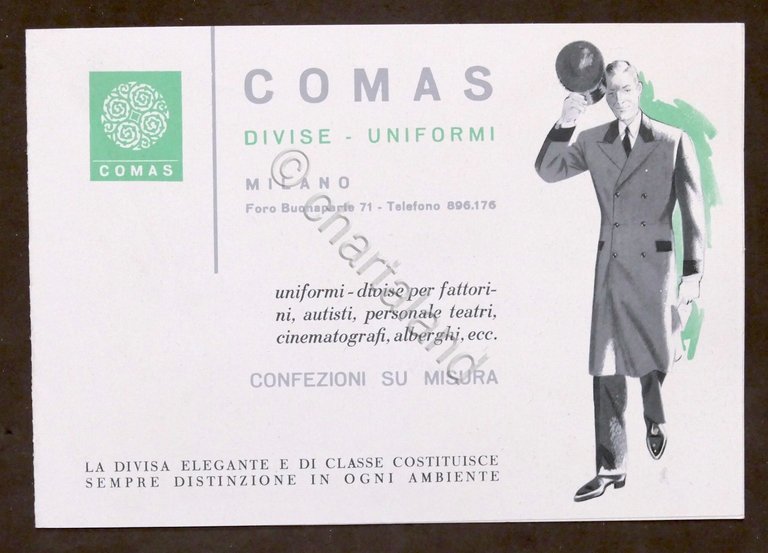 COMAS
COMAS
DIVISE - UNIFORMI
MILANO
Foro Buonaparte 71 - Telefono 896.176
uniformi - divise per fattori-
ni, autisti, personale teatri,
cinematografi, alberghi, ecc.
CONFEZIONI SU MISURA
LA DIVISA ELEGANTE E DI CLASSE COSTITUISCE
SEMPRE DISTINZIONE IN OGNI AMBIENTE
© chartaland